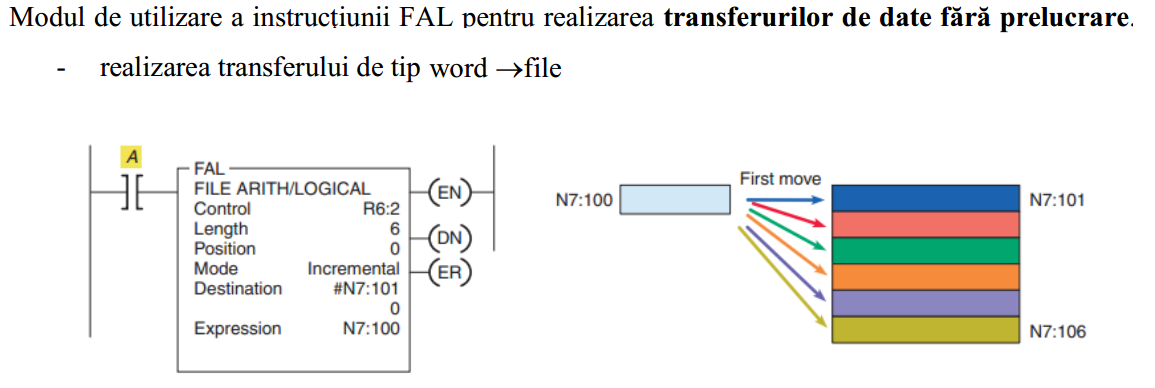 Modul de utilizare a instrucțiunii FAL pentru realizarea transferurilor de date fără prelucrare.
- realizarea transferului de tip word →file
A
FAL
FILE ARITH/LOGICAL
Control R6:2
Length 6
Position 0
Mode Incremental
Destination #N7:101
0
Expression N7:100
EN
DN
ER
First move
N7:100
N7:101
N7:106